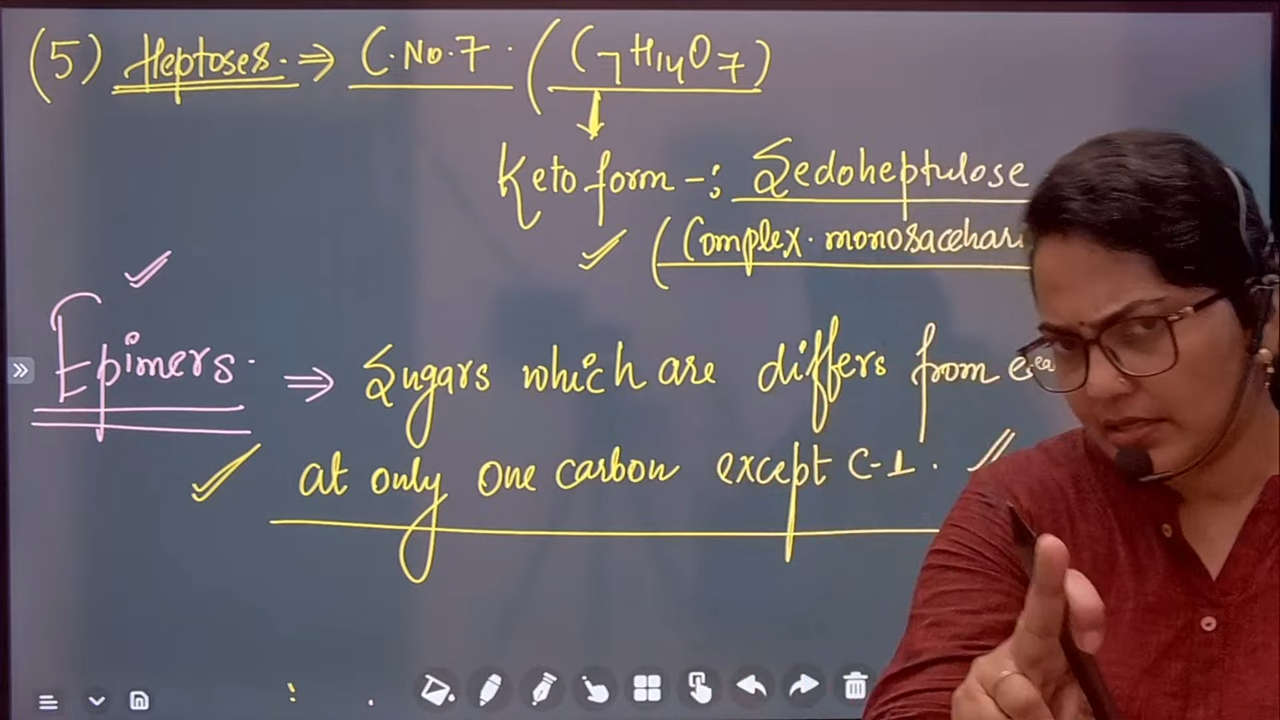 (5) Heptoses. ⇒ C.No.7. (C7H14O7)
Keto form -: Sedoheptulose
(Complex. monosacchari
Epimers. ⇒ Sugars which are differs from ea
at only one carbon except C-1.